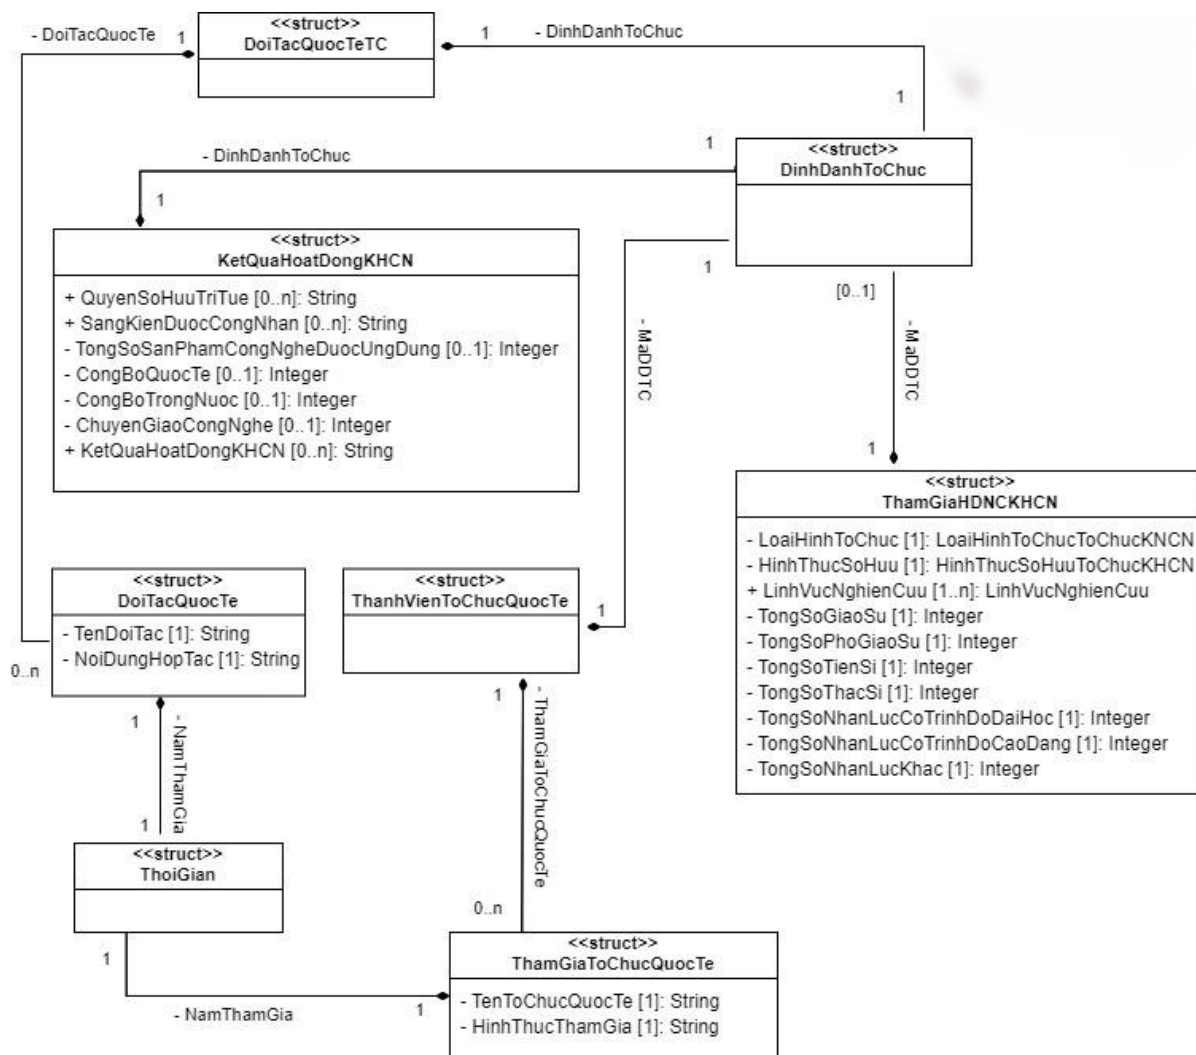 - DoiTacQuocTe
1
<<struct>>
DoiTacQuocTeTC
1
- DinhDanhToChuc
1
- DinhDanhToChuc
1
1
<<struct>>
DinhDanhToChuc
<<struct>>
KetQuaHoatDongKHCN
+ QuyenSoHuuTriTue [0..n]: String
+ SangKienDuocCongNhan [0..n]: String
- TongSoSanPhamCongNgheDuocUngDung [0..1]: Integer
- CongBoQuocTe [0..1]: Integer
- CongBoTrongNuoc [0..1]: Integer
- ChuyenGiaoCongNghe [0..1]: Integer
+ KetQuaHoatDongKHCN [0..n]: String
1
- MaDDTC
[0..1]
- MaDDTC
1
<<struct>>
ThamGiaHDNCKHCN
- LoaiHinhToChuc [1]: LoaiHinhToChucToChucKNCN
- HinhThucSoHuu [1]: HinhThucSoHuuToChucKHCN
+ LinhVucNghienCuu [1..n]: LinhVucNghienCuu
- TongSoGiaoSu [1]: Integer
- TongSoPhoGiaoSu [1]: Integer
- TongSoTienSi [1]: Integer
- TongSoThacSi [1]: Integer
- TongSoNhanLucCoTrinhDoDaiHoc [1]: Integer
- TongSoNhanLucCoTrinhDoCaoDang [1]: Integer
- TongSoNhanLucKhac [1]: Integer
<<struct>>
DoiTacQuocTe
- TenDoiTac [1]: String
- NoiDungHopTac [1]: String
0..n
<<struct>>
ThanhVienToChucQuocTe
1
1
- NamThamGia
1
1
- ThamGiaToChucQuocTe
0..n
<<struct>>
ThoiGian
1
- NamThamGia
1
<<struct>>
ThamGiaToChucQuocTe
- TenToChucQuocTe [1]: String
- HinhThucThamGia [1]: String